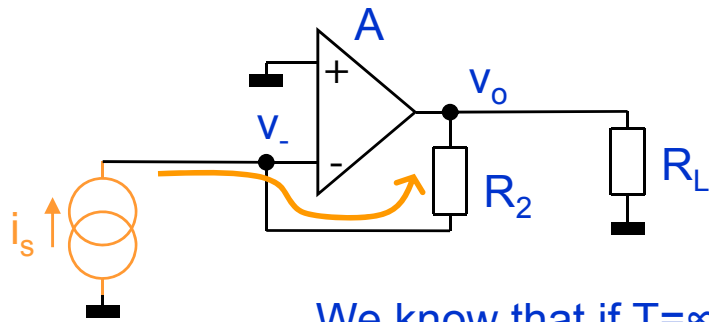 A
+
vo
v-
-
R2
RL
is
We know that if T=∞